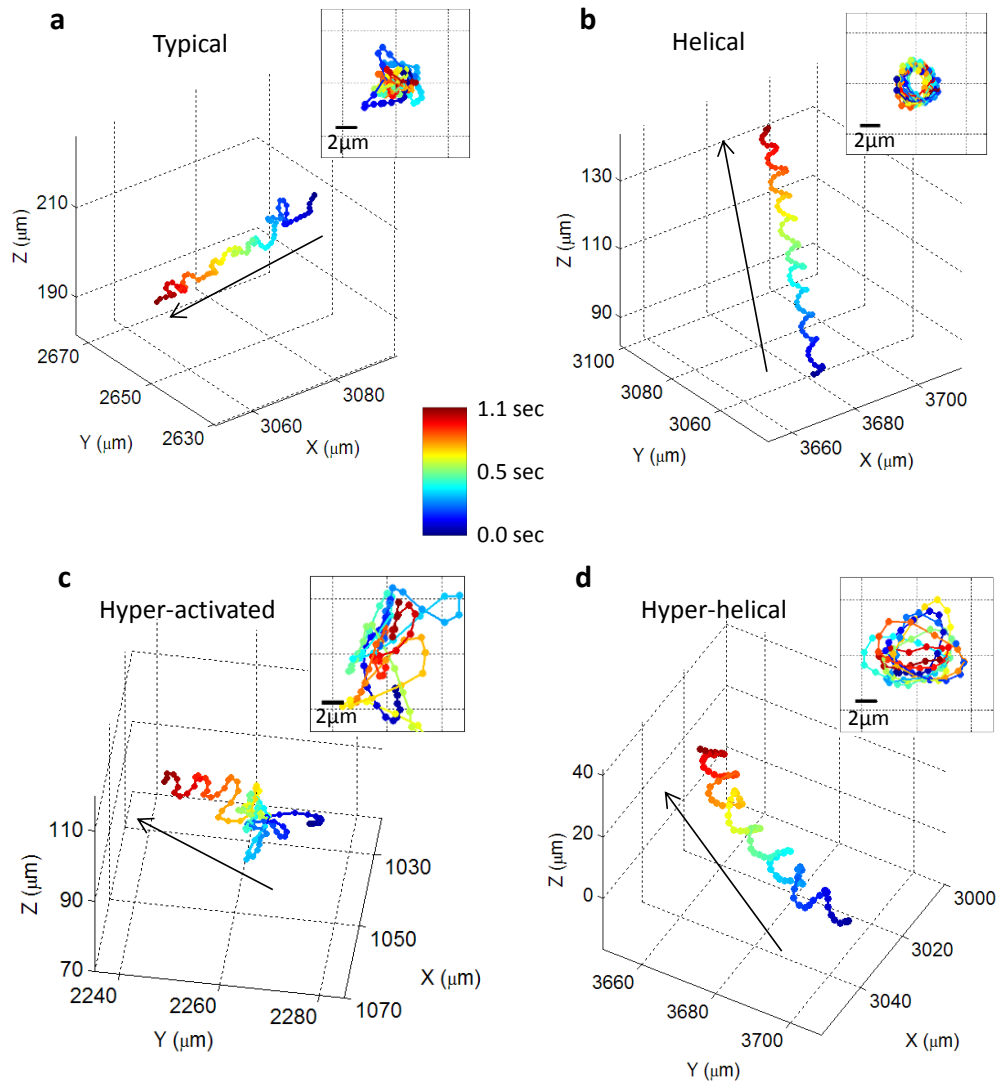 a
Typical
2μm
210
190
Z (μm)
2670
2650
2630
Y (μm)
3060
3080
X (μm)
b
Helical
2μm
130
110
90
Z (μm)
3100
3080
3060
Y (μm)
3660
3680
3700
X (μm)
1.1 sec
0.5 sec
0.0 sec
c
Hyper-activated
2μm
110
90
70
Z (μm)
2240
2260
2280
Y (μm)
1030
1050
1070
X (μm)
d
Hyper-helical
2μm
40
20
0
Z (μm)
3660
3680
3700
Y (μm)
3000
3020
3040
X (μm)